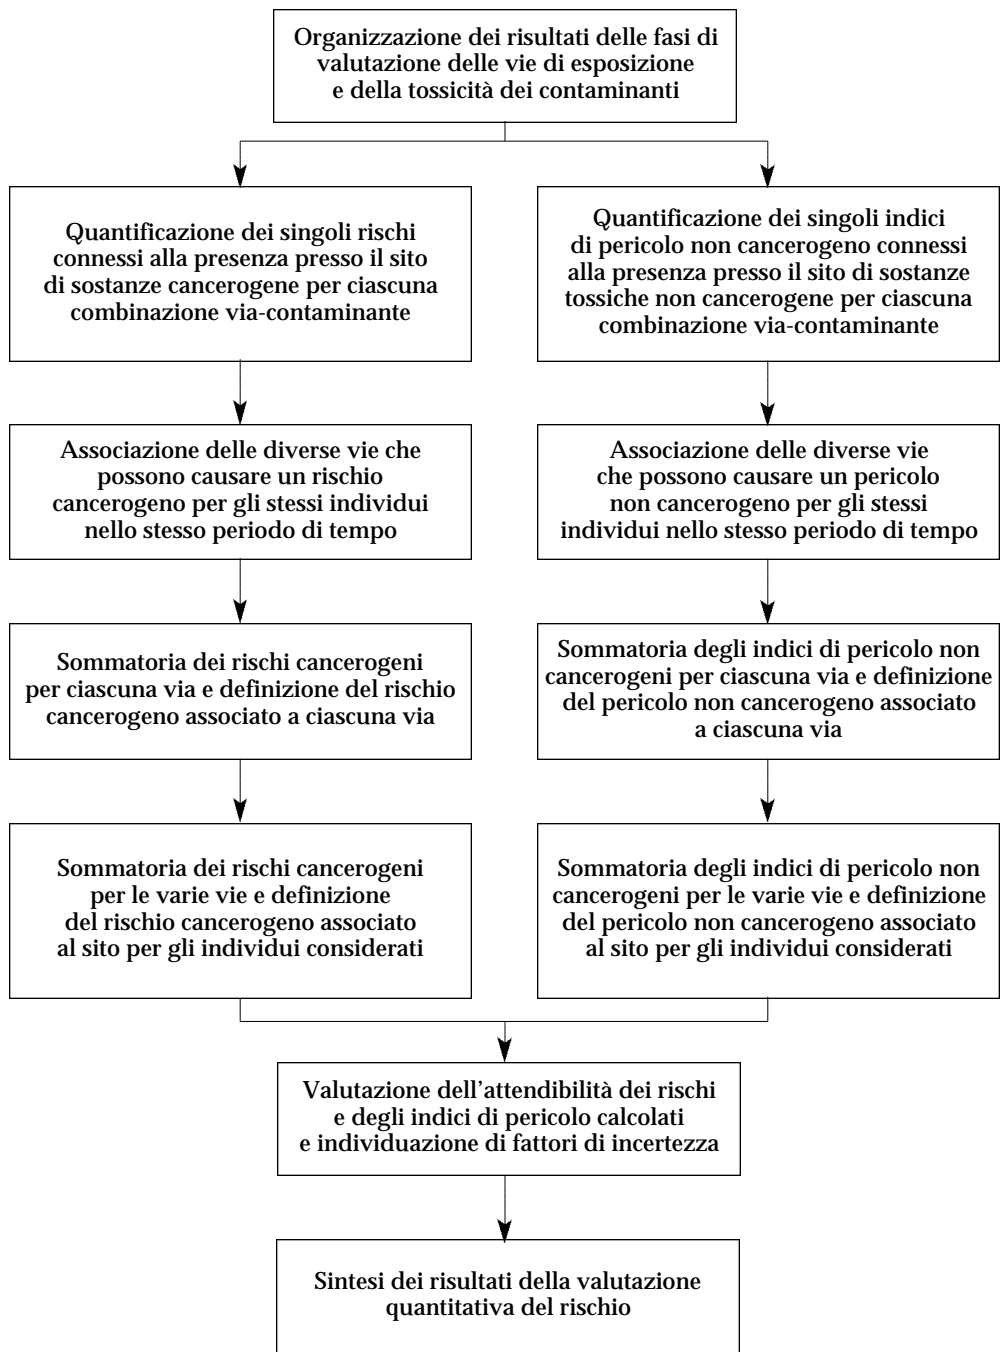 Organizzazione dei risultati delle fasi di
valutazione delle vie di esposizione
e della tossicità dei contaminanti
Quantificazione dei singoli rischi
connessi alla presenza presso il sito
di sostanze cancerogene per ciascuna
combinazione via-contaminante
Quantificazione dei singoli indici
di pericolo non cancerogeno connessi
alla presenza presso il sito di sostanze
tossiche non cancerogene per ciascuna
combinazione via-contaminante
Associazione delle diverse vie che
possono causare un rischio
cancerogeno per gli stessi individui
nello stesso periodo di tempo
Associazione delle diverse vie
che possono causare un pericolo
non cancerogeno per gli stessi
individui nello stesso periodo di tempo
Sommatoria dei rischi cancerogeni
per ciascuna via e definizione del rischio
cancerogeno associato a ciascuna via
Sommatoria degli indici di pericolo non
cancerogeni per ciascuna via e definizione
del pericolo non cancerogeno associato
a ciascuna via
Sommatoria dei rischi cancerogeni
per le varie vie e definizione
del rischio cancerogeno associato
al sito per gli individui considerati
Sommatoria degli indici di pericolo non
cancerogeni per le varie vie e definizione
del pericolo non cancerogeno associato
al sito per gli individui considerati
Valutazione dell’attendibilità dei rischi
e degli indici di pericolo calcolati
e individuazione di fattori di incertezza
Sintesi dei risultati della valutazione
quantitativa del rischio